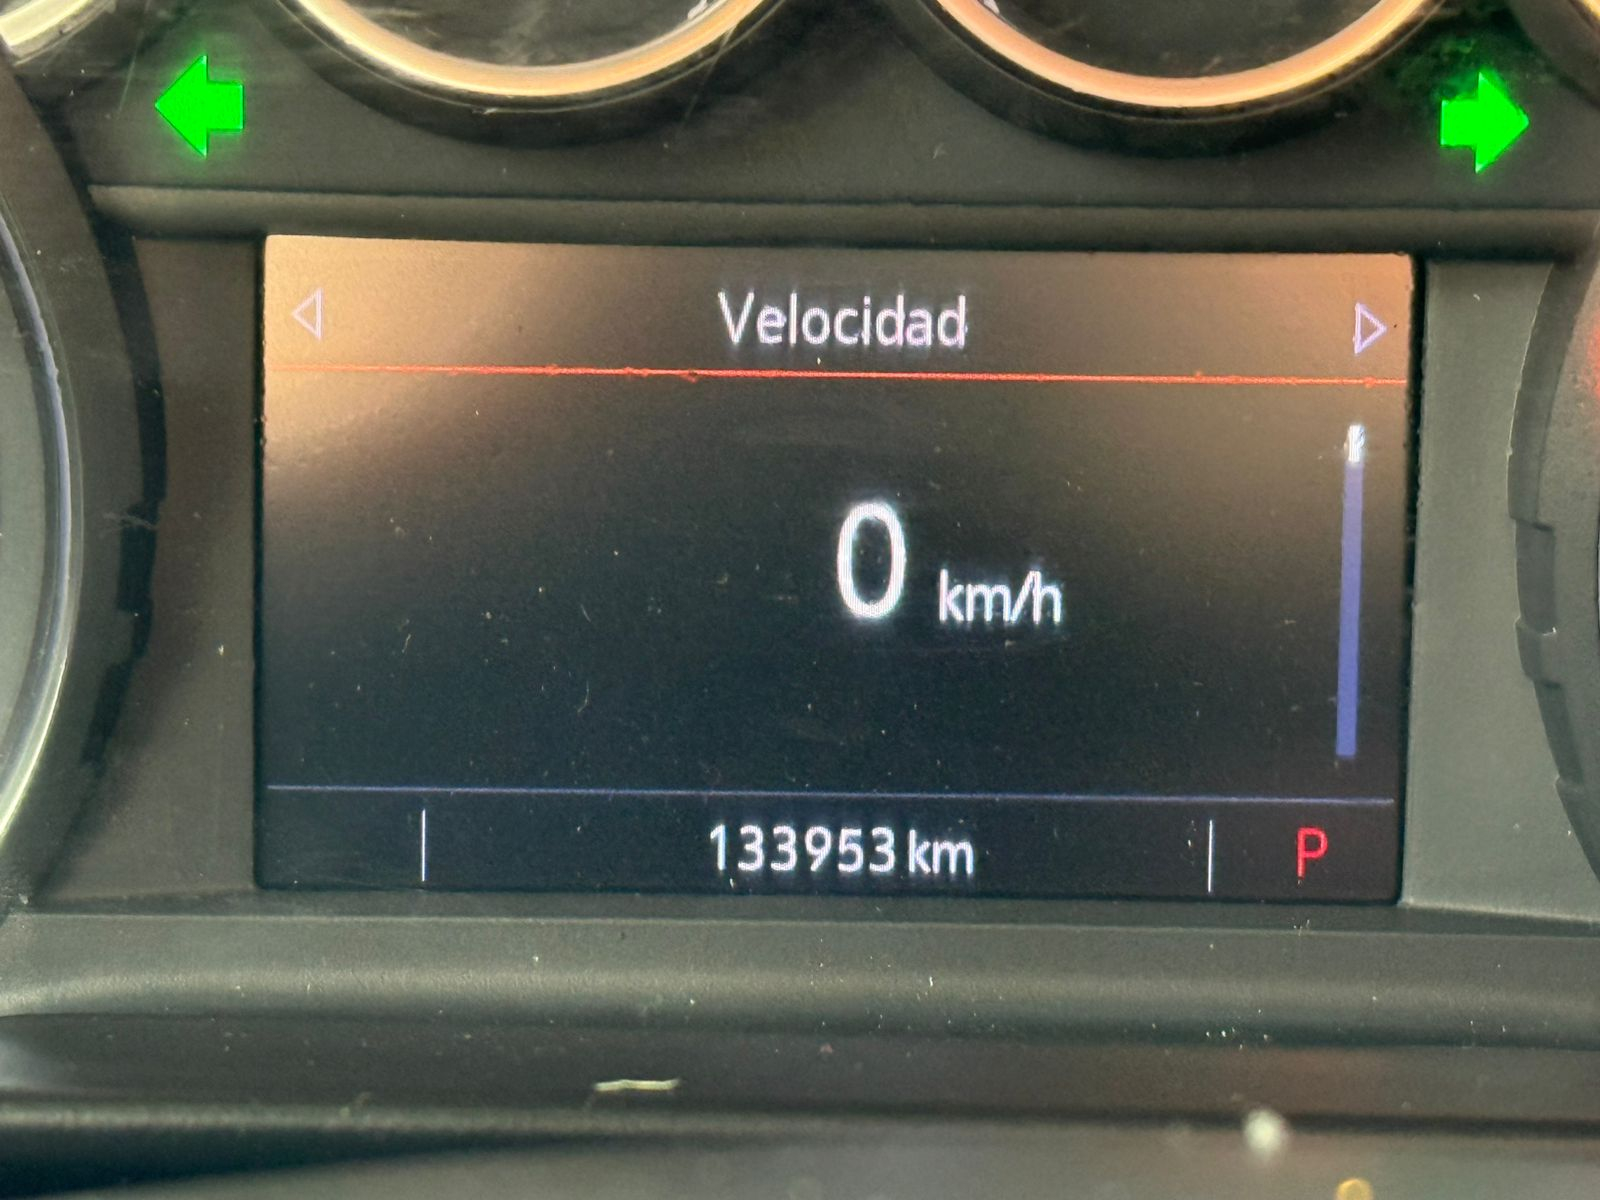 Velocidad
0 km/h
133953 km
P